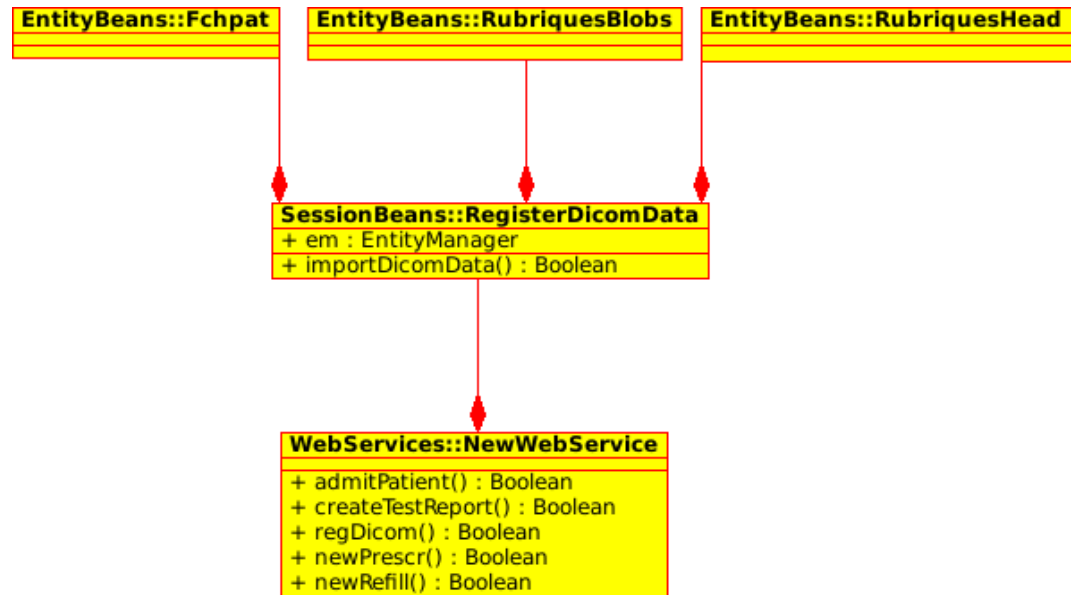 EntityBeans::Fchpat
EntityBeans::RubriquesBlobs
EntityBeans::RubriquesHead
SessionBeans::RegisterDicomData
+ em : EntityManager
+ importDicomData() : Boolean
WebServices::NewWebService
+ admitPatient() : Boolean
+ createTestReport() : Boolean
+ regDicom() : Boolean
+ newPrescr() : Boolean
+ newRefill() : Boolean